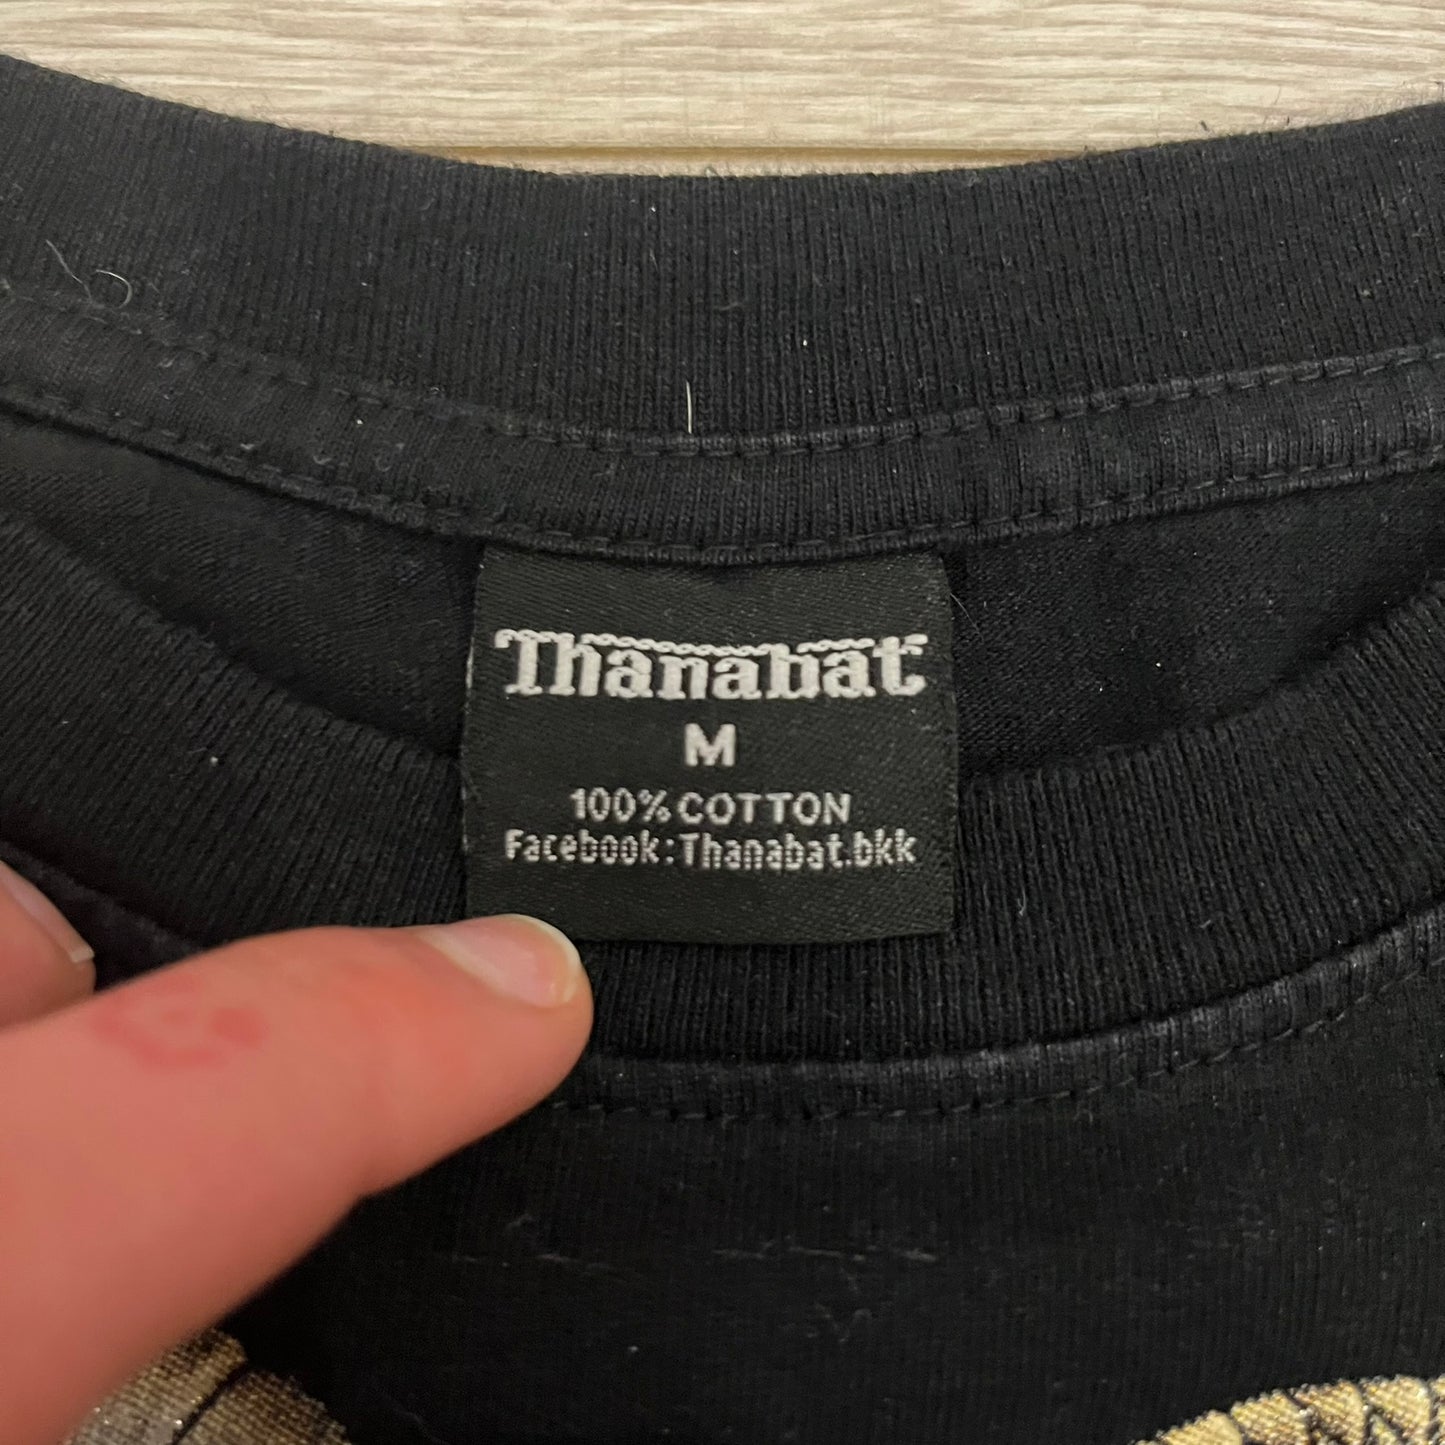 Thanabat
M
100% COTTON
Facebook:Thanabat.bkk